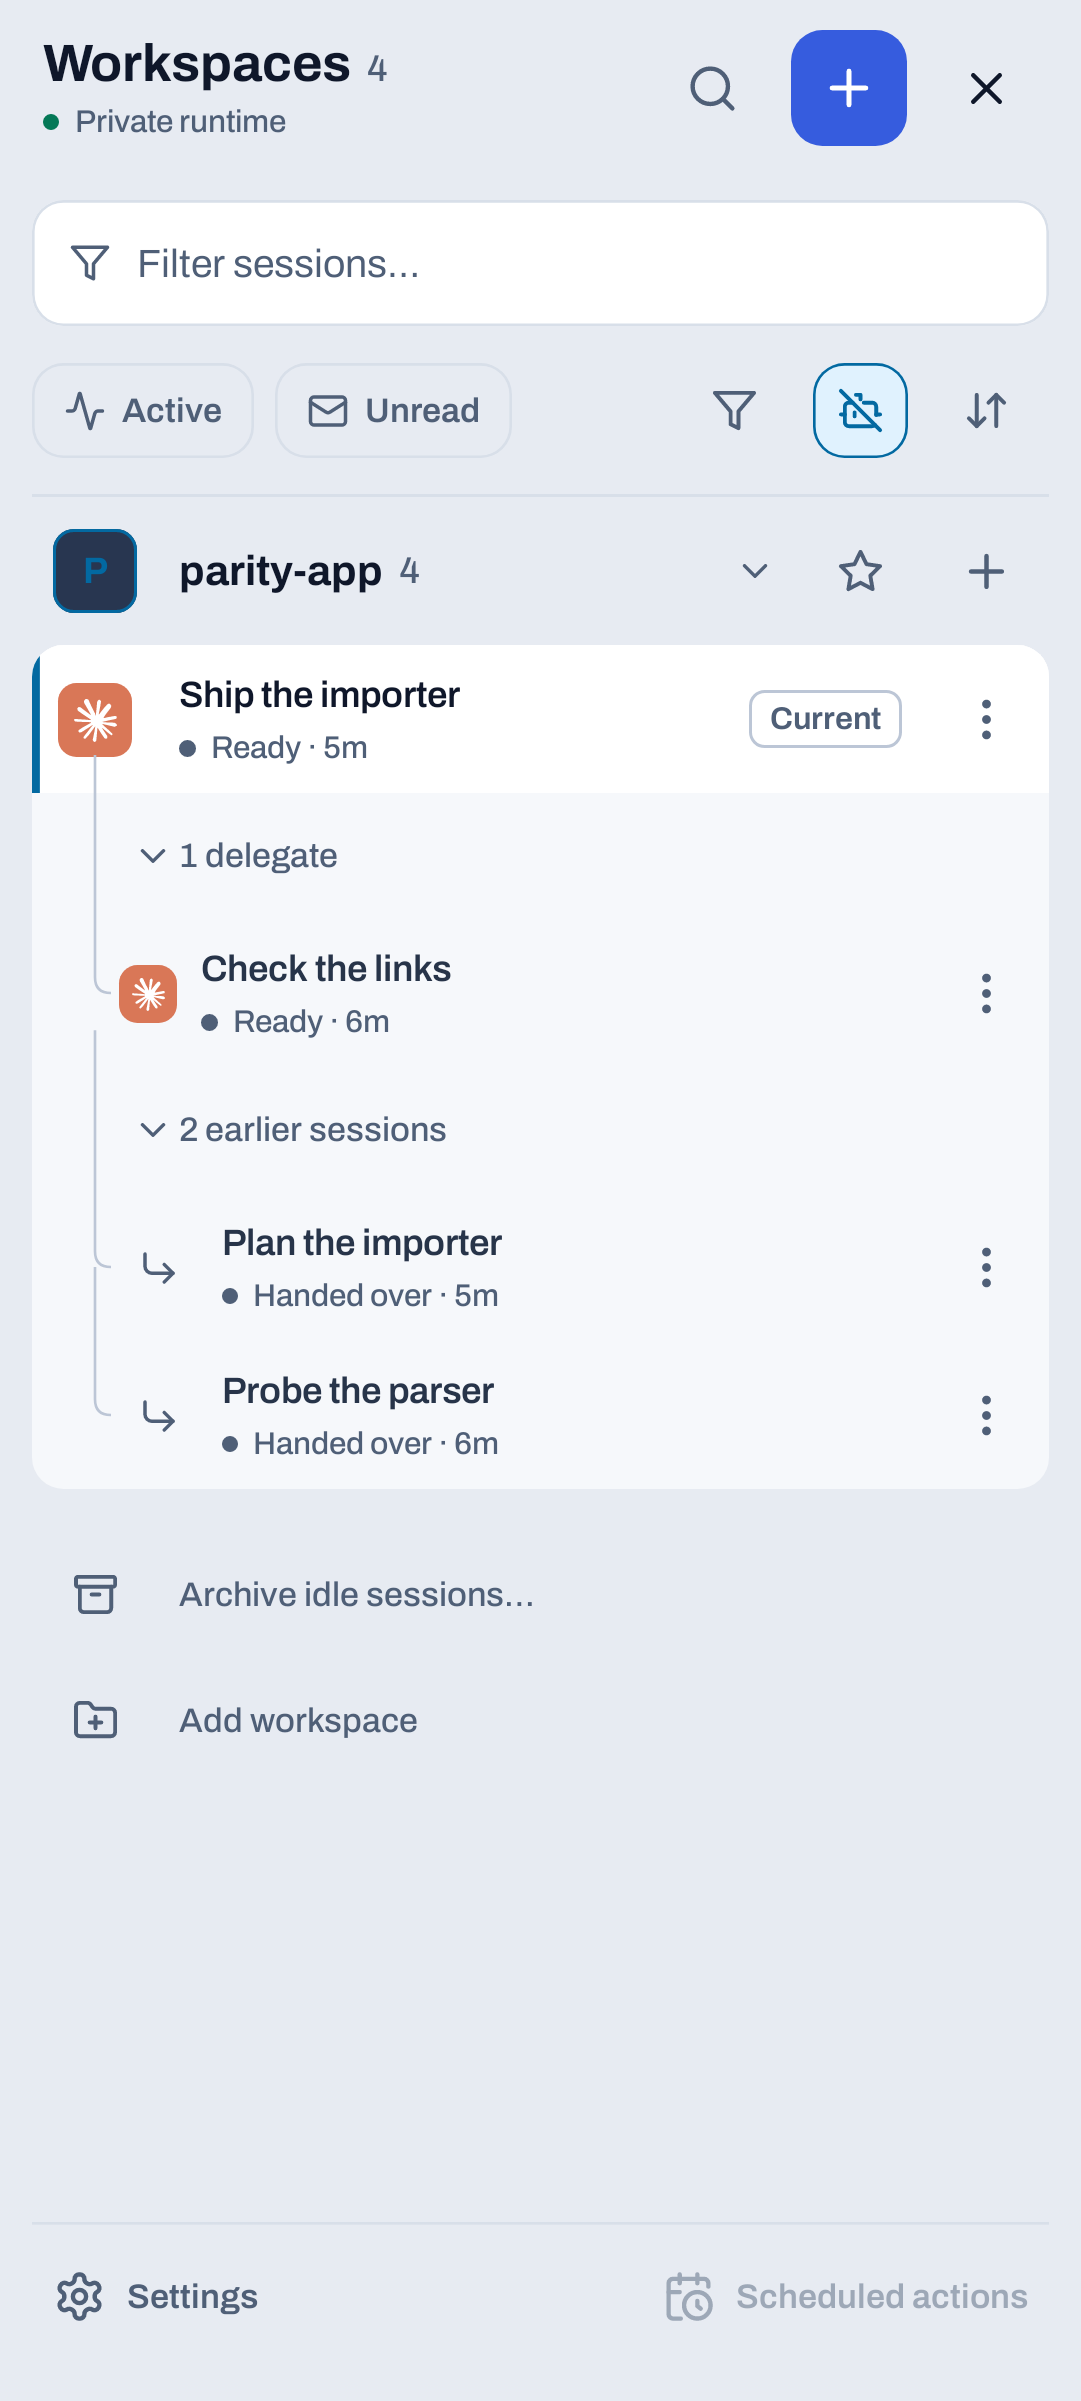 Workspaces 4
Private runtime
Filter sessions...
Active
Unread
P
parity-app 4
Ship the importer
Ready · 5m
Current
1 delegate
Check the links
Ready · 6m
2 earlier sessions
Plan the importer
Handed over · 5m
Probe the parser
Handed over · 6m
Archive idle sessions...
Add workspace
Settings
Scheduled actions